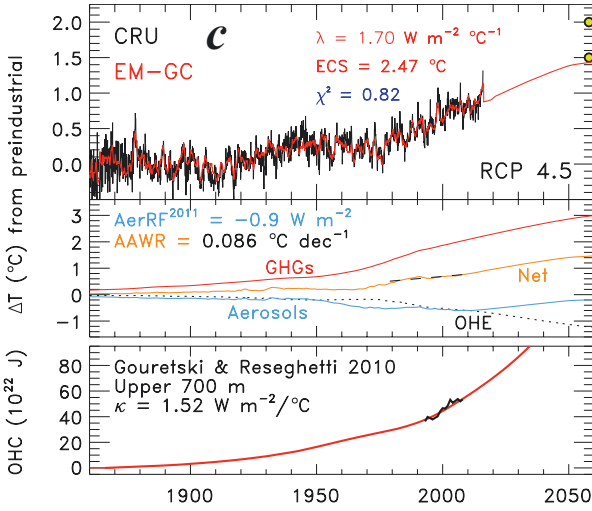 CRU
c
λ = 1.70 W m⁻² °C⁻¹
EM−GC
ECS = 2.47 °C
χ² = 0.82
RCP 4.5
2.0
1.5
1.0
0.5
0.0
ΔT (°C) from preindustrial
AerRF²⁰¹¹ = −0.9 W m⁻²
AAWR = 0.086 °C dec⁻¹
GHGs
Net
Aerosols
OHE
3
2
1
0
−1
OHC (10²² J)
Gouretski & Reseghetti 2010
Upper 700 m
κ = 1.52 W m⁻²/°C
80
60
40
20
0
1900
1950
2000
2050